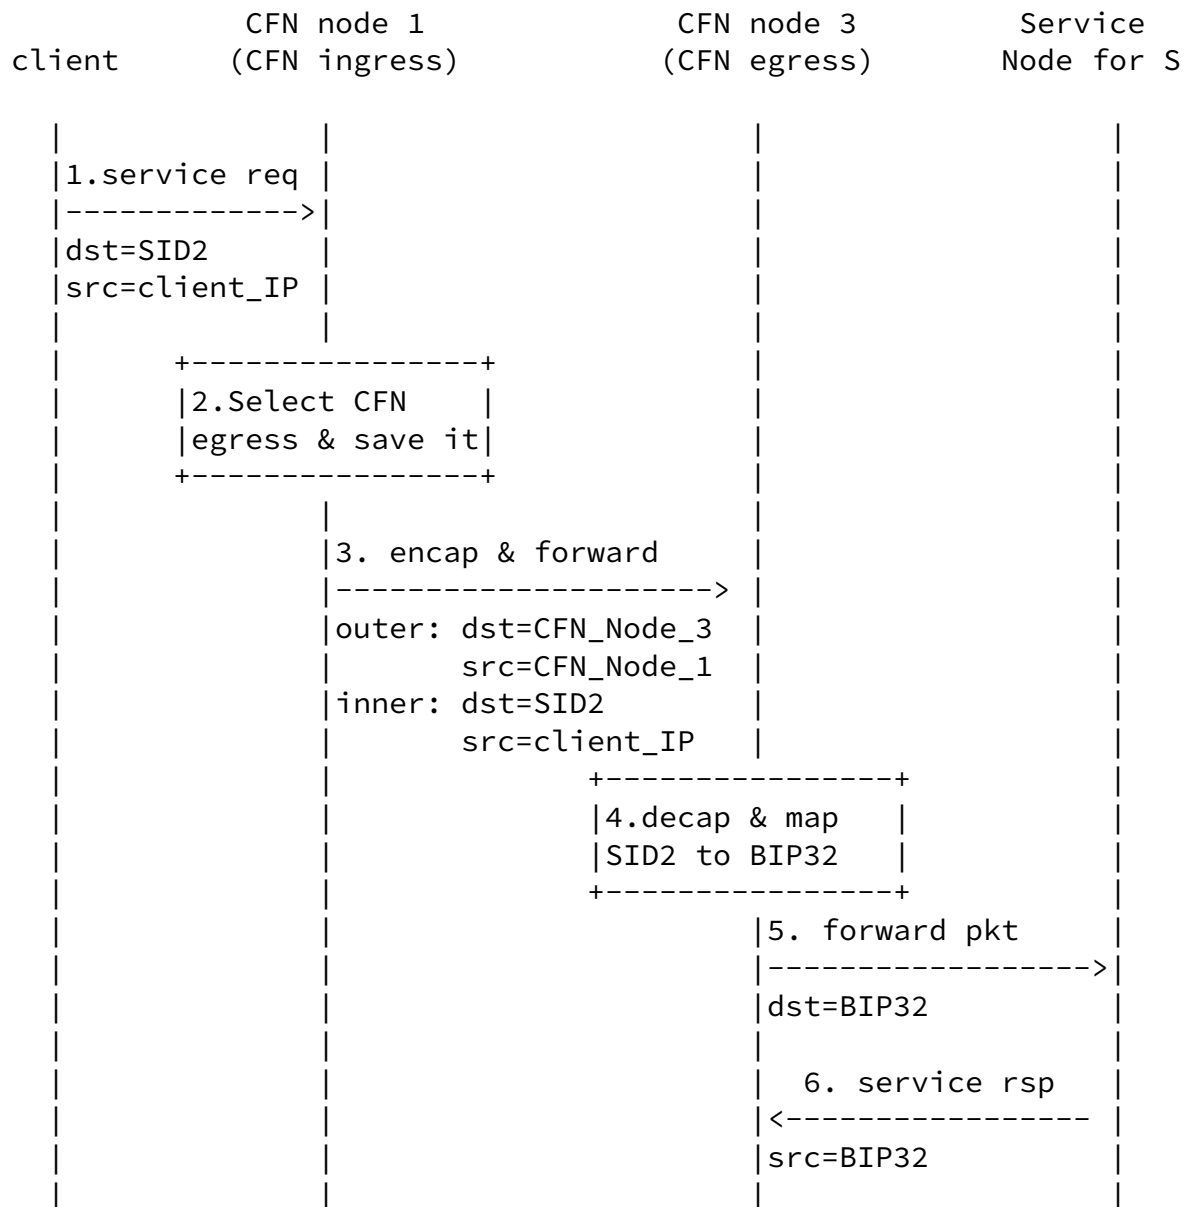 CFN node 1 CFN node 3 Service
client (CFN ingress) (CFN egress) Node for S
1.service req
------------->
dst=SID2
src=client_IP
+----------------+
|2.Select CFN |
|egress & save it|
+----------------+
3. encap & forward
--------------------->
outer: dst=CFN_Node_3
src=CFN_Node_1
inner: dst=SID2
src=client_IP
+----------------+
|4.decap & map |
|SID2 to BIP32 |
+----------------+
5. forward pkt
------------------>
dst=BIP32
6. service rsp
<-----------------
src=BIP32